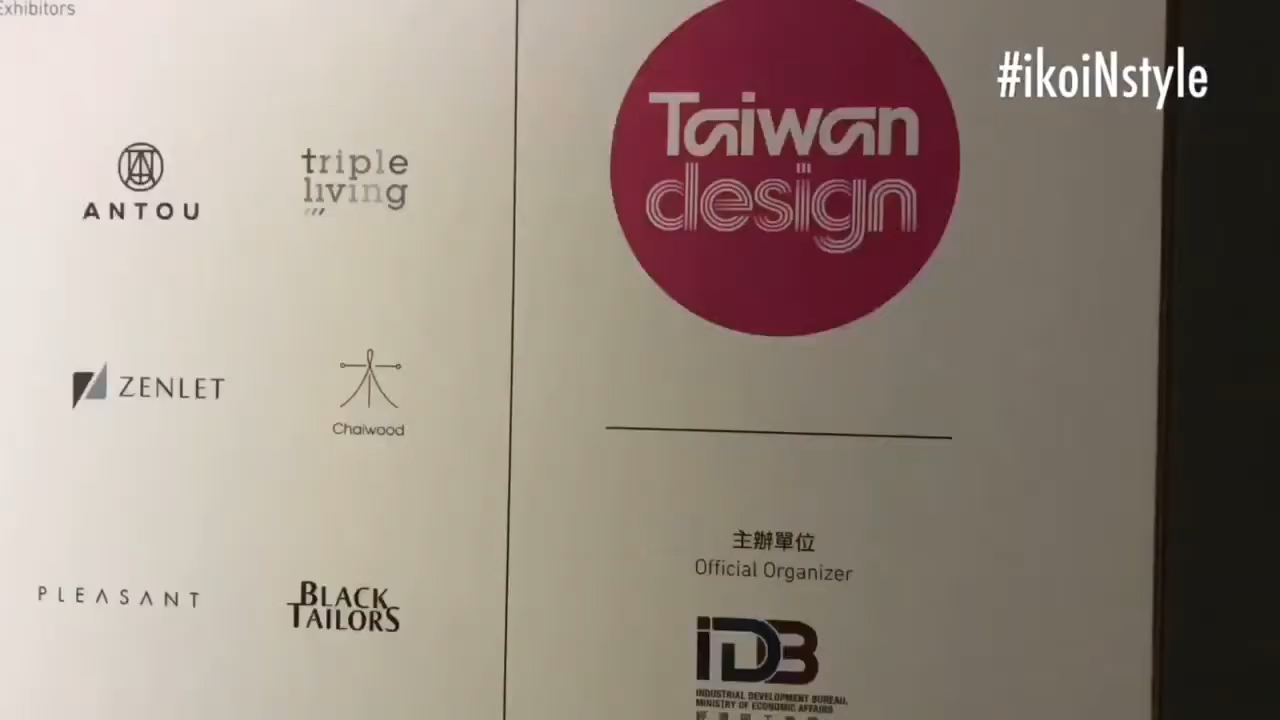 Exhibitors
#ikoiNstyle
ANTOU
triple
living
Taiwan
design
ZENLET
Chaiwood
PLEASANT
BLACK
TAILORS
主辦單位
Official Organizer
IDB
INDUSTRIAL DEVELOPMENT BUREAU,
MINISTRY OF ECONOMIC AFFAIRS